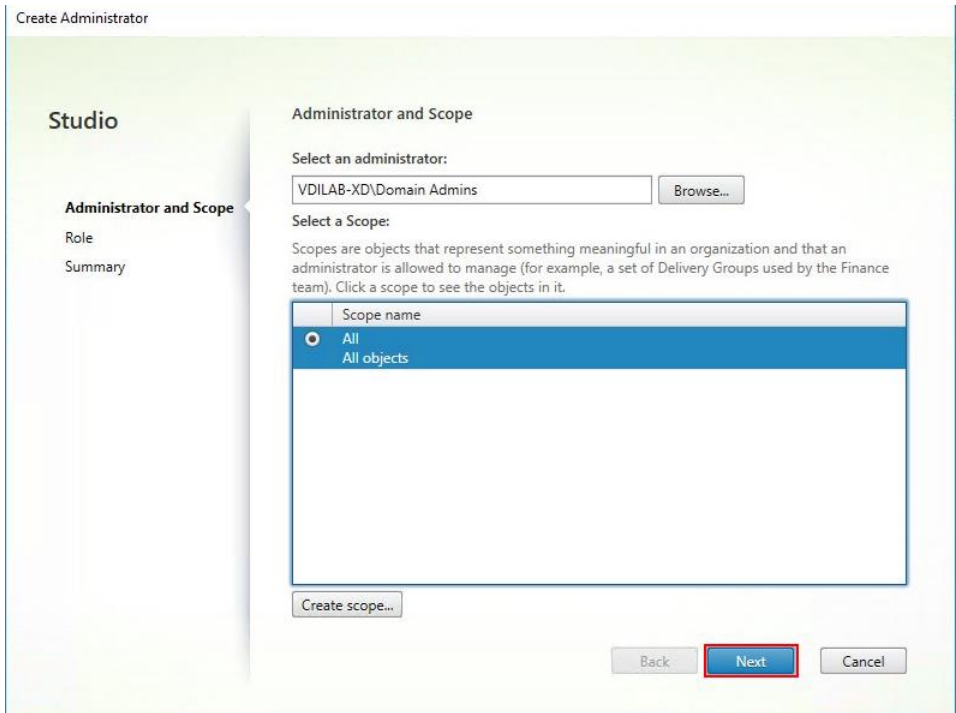 Create Administrator
Studio
Administrator and Scope
Role
Summary
Administrator and Scope
Select an administrator:
VDILAB-XD\Domain Admins
Browse...
Select a Scope:
Scopes are objects that represent something meaningful in an organization and that an
administrator is allowed to manage (for example, a set of Delivery Groups used by the Finance
team). Click a scope to see the objects in it.
Scope name
All
All objects
Create scope...
Back
Next
Cancel